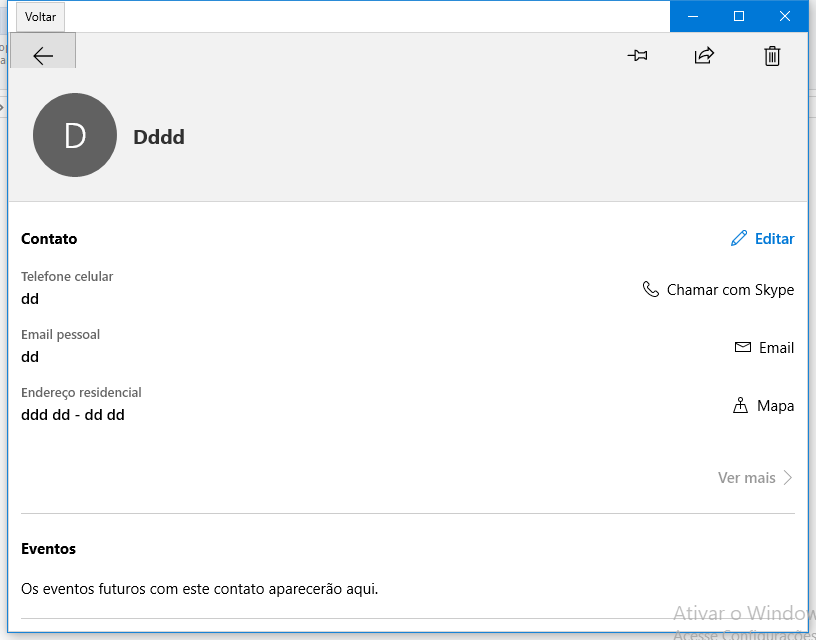 Voltar
D
Dddd
Contato
Editar
Telefone celular
dd
Chamar com Skype
Email pessoal
dd
Email
Endereço residencial
ddd dd - dd dd
Mapa
Ver mais
Eventos
Os eventos futuros com este contato aparecerão aqui.
Ativar o Window
Acesse Configurações